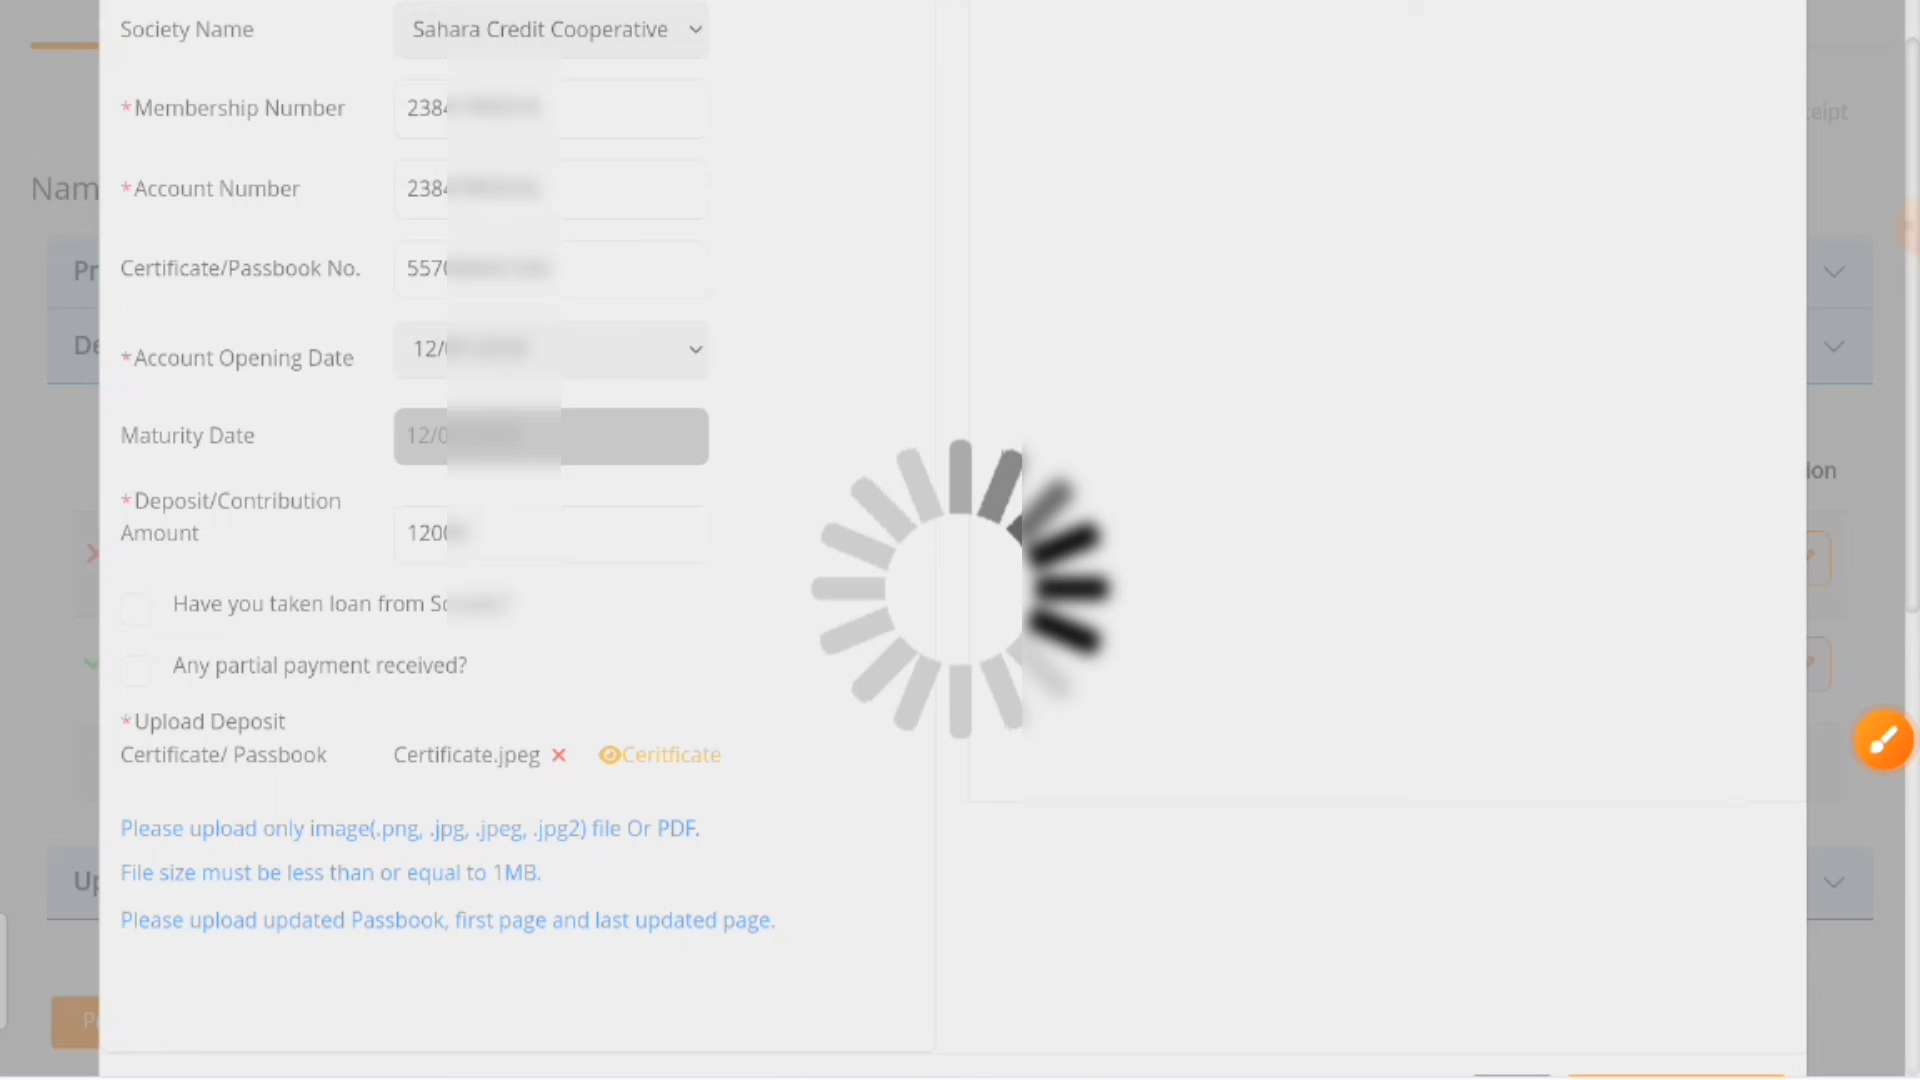 Society Name
Sahara Credit Cooperative
*Membership Number
2384
*Account Number
2384
Certificate/Passbook No.
5570
*Account Opening Date
12/
Maturity Date
12/0
*Deposit/Contribution
Amount
1200
Have you taken loan from
Any partial payment received?
*Upload Deposit
Certificate/ Passbook
Certificate.jpeg
Ceritficate
Please upload only image(.png, .jpg, .jpeg, .jpg2) file Or PDF.
File size must be less than or equal to 1MB.
Please upload updated Passbook, first page and last updated page.
Nam
Pr
De
Up
eipt
ion